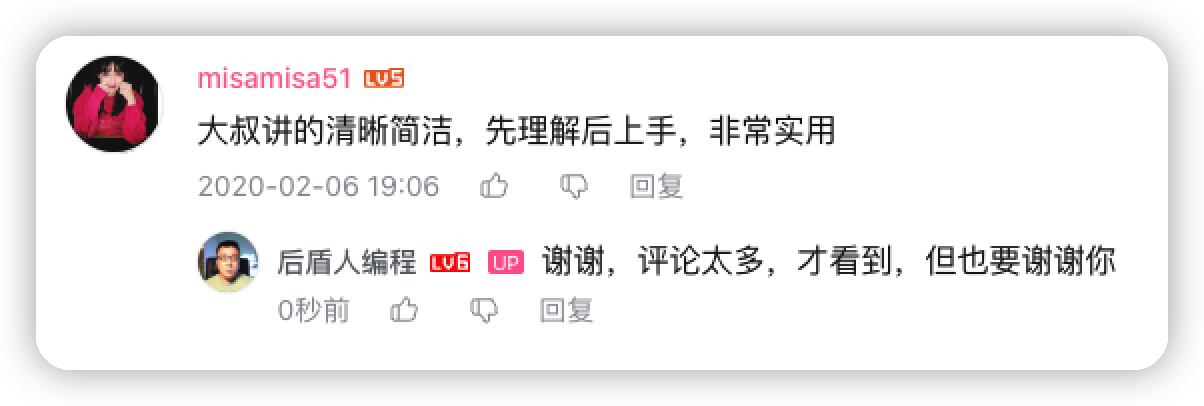 misamisa51 LV5
大叔讲的清晰简洁，先理解后上手，非常实用
2020-02-06 19:06 回复
后盾人编程 LV6 UP 谢谢，评论太多，才看到，但也要谢谢你
0秒前 回复